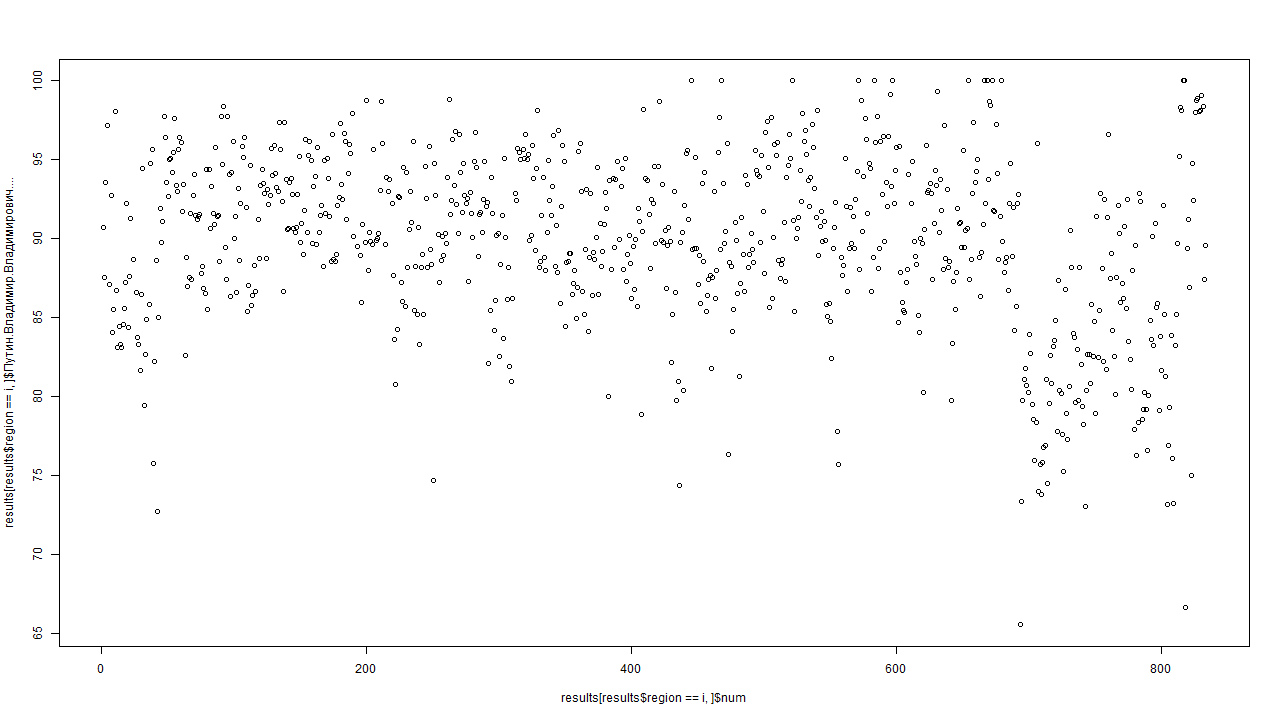 100
95
90
85
80
75
70
65
results[results$region == i, ]$Путин.Владимир.Владимирович....
0 200 400 600 800
results[results$region == i, ]$num